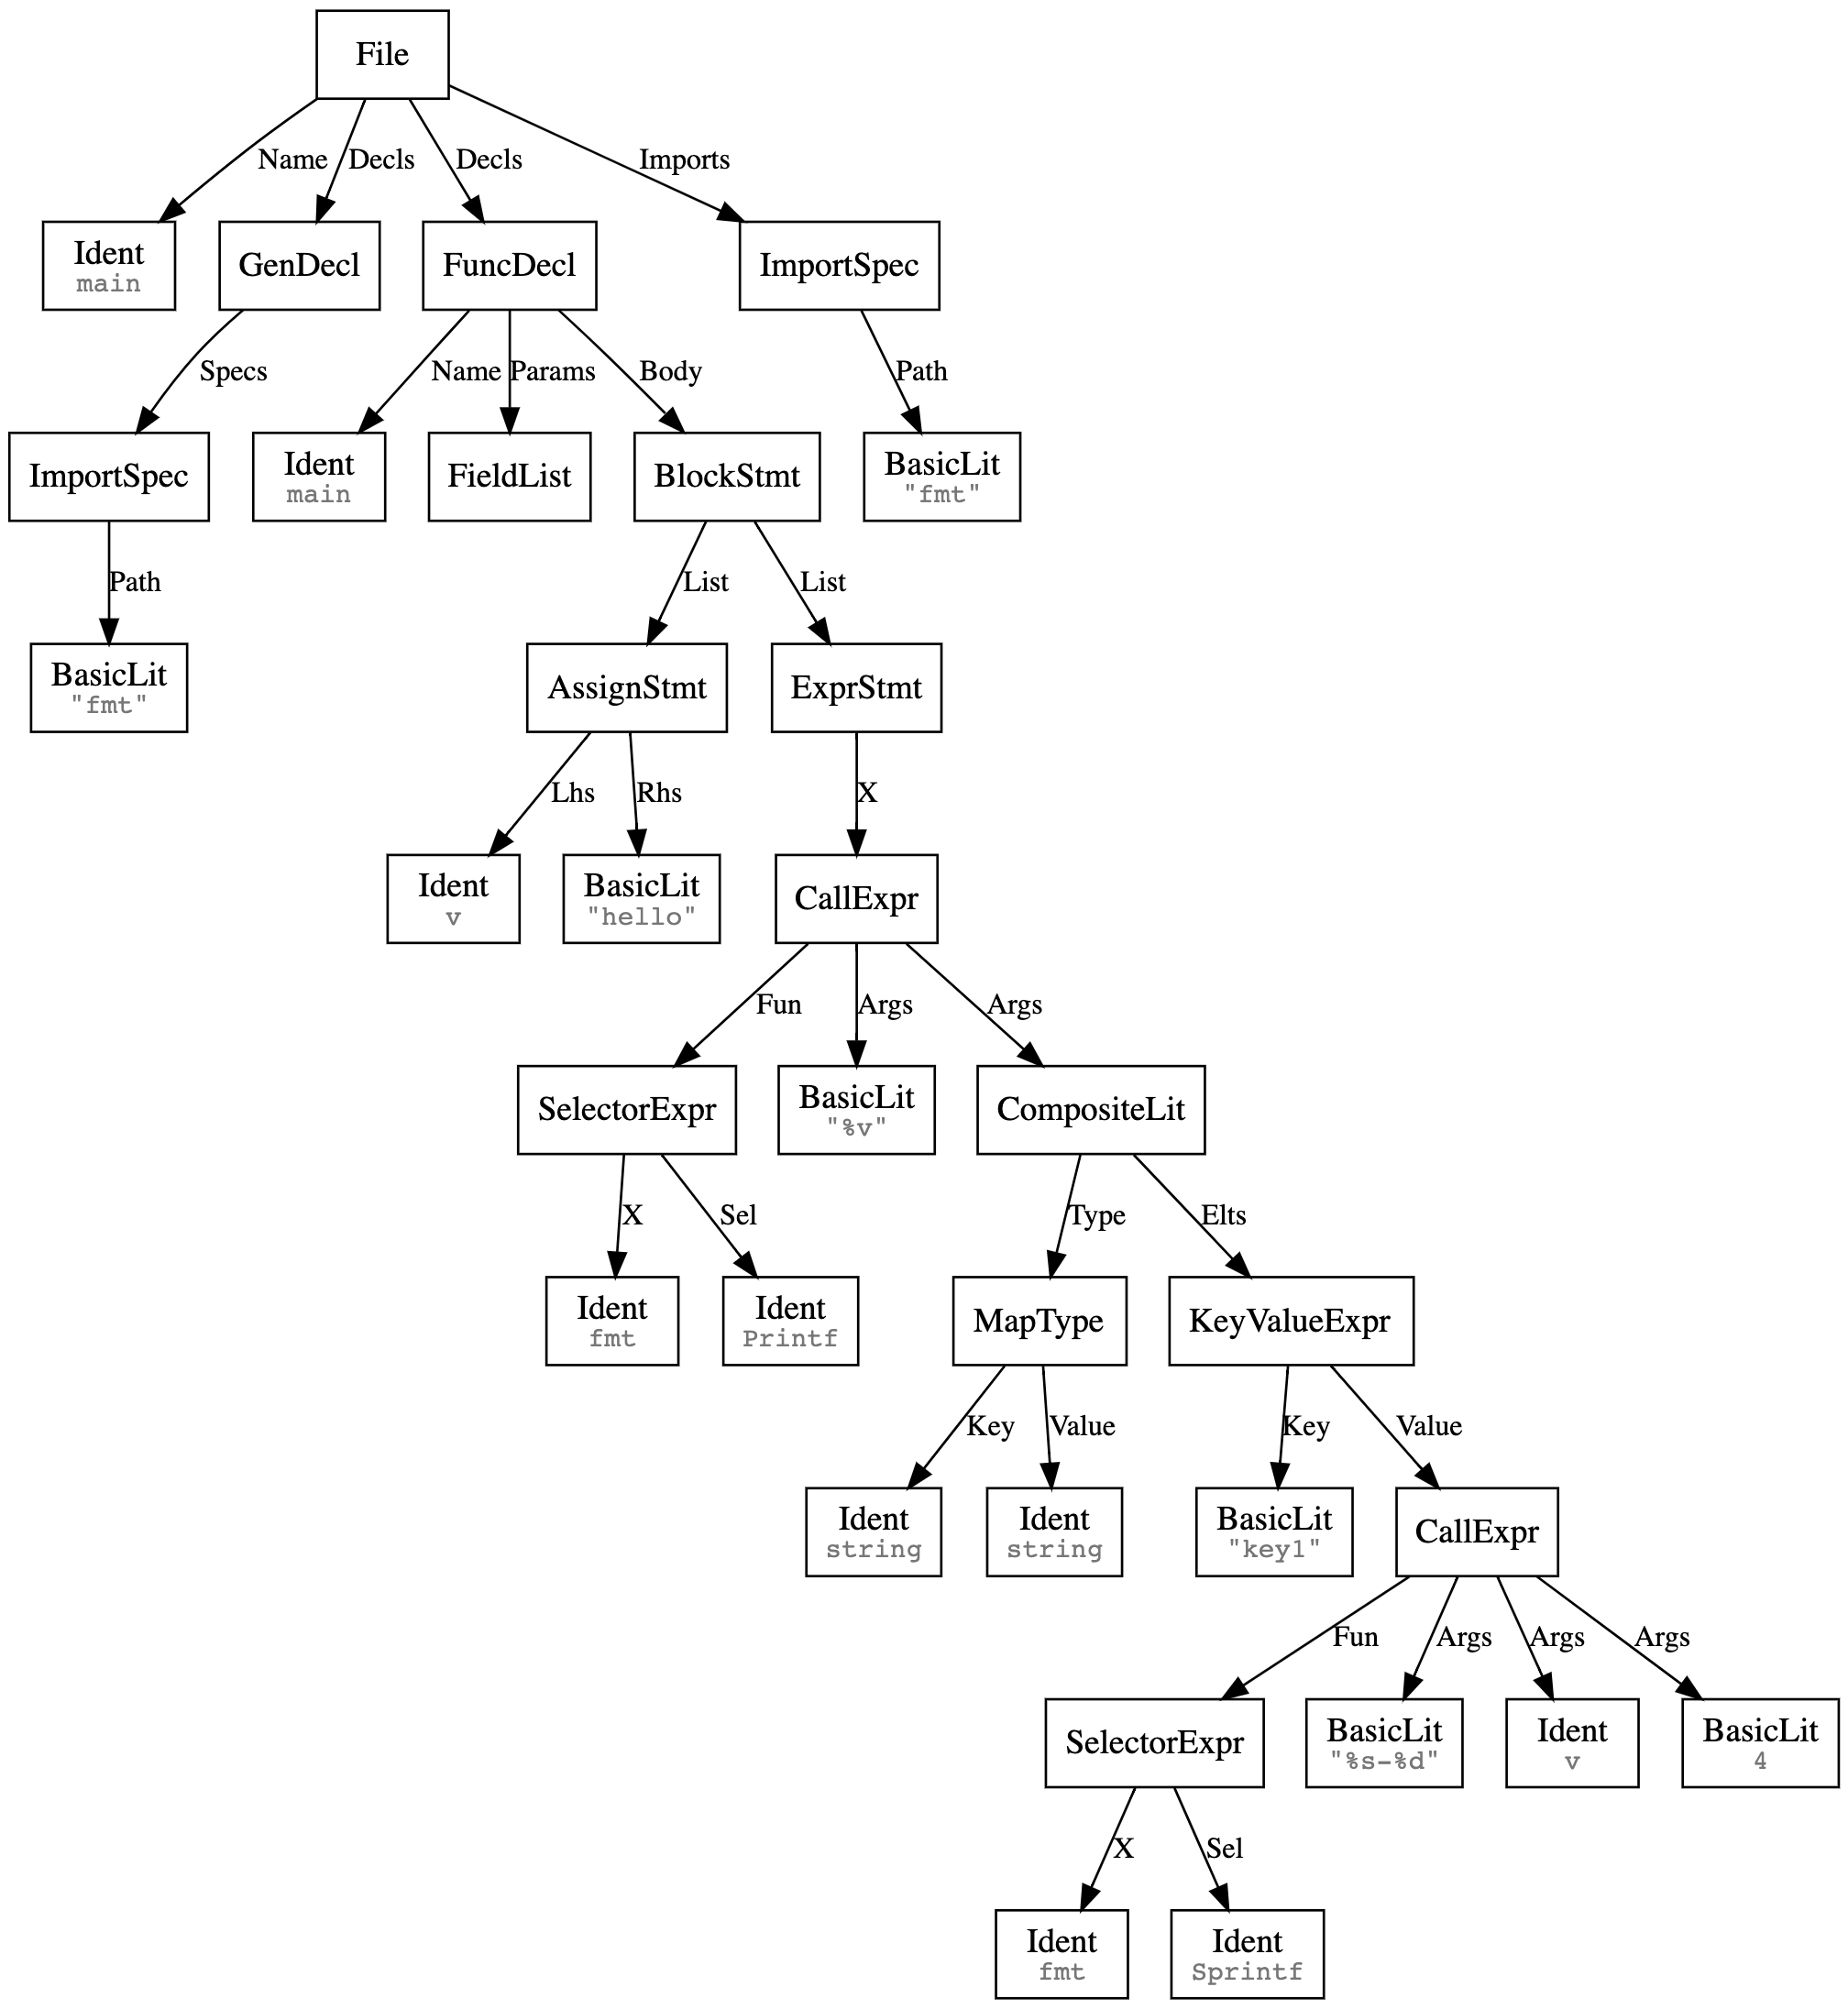 File
Name
Decls
Decls
Imports
Ident
main
GenDecl
FuncDecl
ImportSpec
Specs
Name
Params
Body
Path
ImportSpec
Ident
main
FieldList
BlockStmt
BasicLit
"fmt"
Path
List
List
BasicLit
"fmt"
AssignStmt
ExprStmt
Lhs
Rhs
X
Ident
v
BasicLit
"hello"
CallExpr
Fun
Args
Args
SelectorExpr
BasicLit
"%v"
CompositeLit
X
Sel
Type
Elts
Ident
fmt
Ident
Printf
MapType
KeyValueExpr
Key
Value
Key
Value
Ident
string
Ident
string
BasicLit
"key1"
CallExpr
Fun
Args
Args
Args
SelectorExpr
BasicLit
"%s-%d"
Ident
v
BasicLit
4
X
Sel
Ident
fmt
Ident
Sprintf